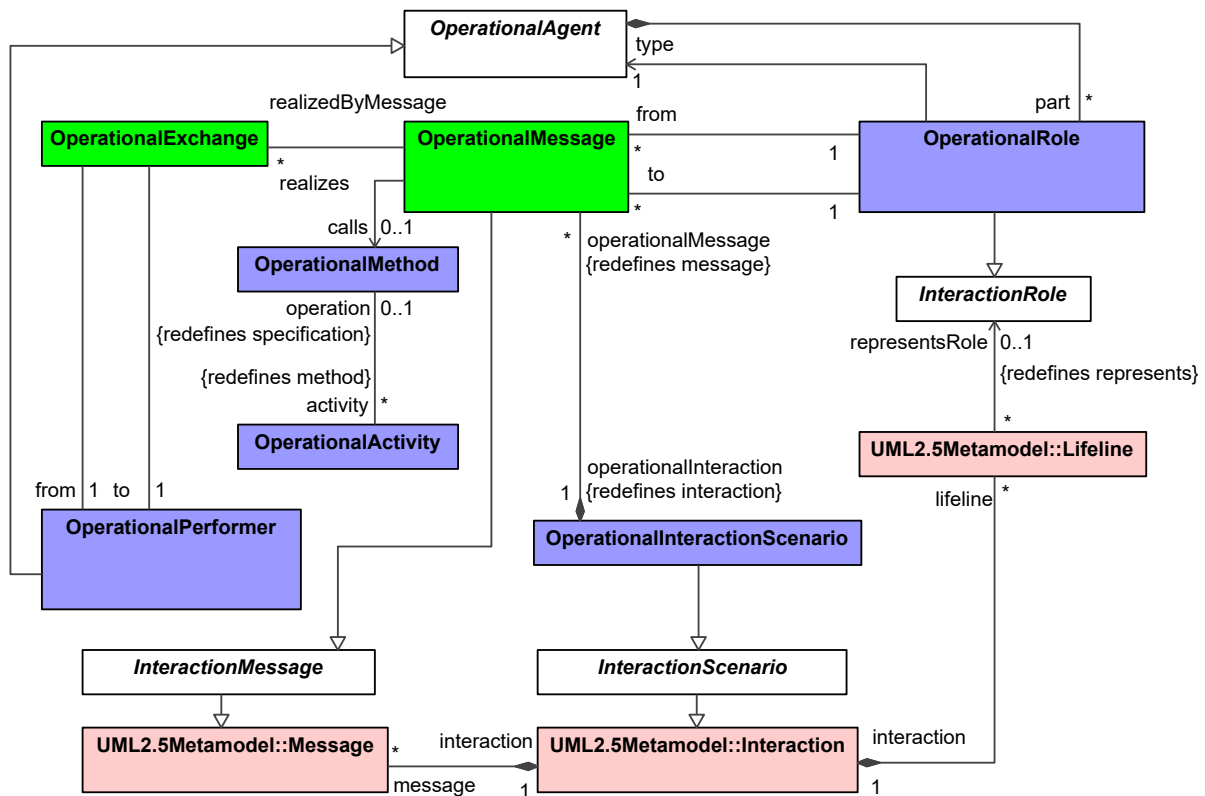 OperationalAgent
type
1
realizedByMessage
from
part
*
OperationalExchange
OperationalMessage
OperationalRole
*
1
*
realizes
to
*
1
calls
0..1
*
operationalMessage
{redefines message}
OperationalMethod
operation
0..1
{redefines specification}
InteractionRole
representsRole
0..1
{redefines represents}
{redefines method}
activity
*
*
OperationalActivity
UML2.5Metamodel::Lifeline
operationalInteraction
{redefines interaction}
1
lifeline
*
from
1
to
1
OperationalPerformer
OperationalInteractionScenario
InteractionMessage
InteractionScenario
UML2.5Metamodel::Message
*
message
interaction
1
UML2.5Metamodel::Interaction
interaction
1